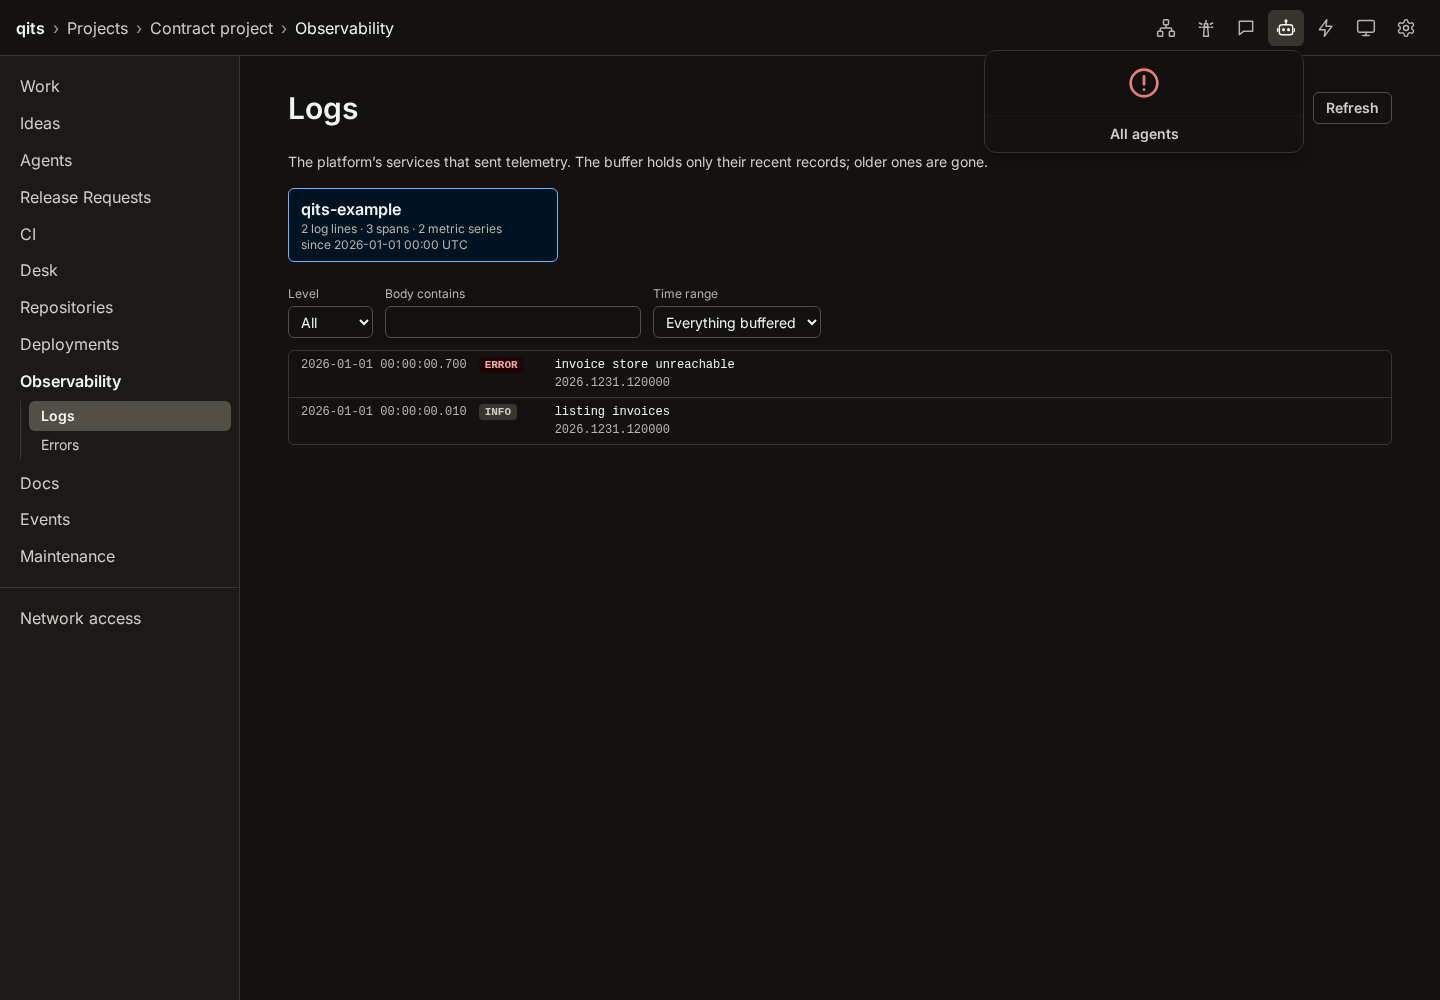 qits › Projects › Contract project › Observability
All agents
Work
Ideas
Agents
Release Requests
CI
Desk
Repositories
Deployments
Observability
Logs
Errors
Docs
Events
Maintenance
Network access
Logs
Refresh
The platform’s services that sent telemetry. The buffer holds only their recent records; older ones are gone.
qits-example
2 log lines · 3 spans · 2 metric series
since 2026-01-01 00:00 UTC
Level
Body contains
Time range
All
Everything buffered
2026-01-01 00:00:00.700 ERROR invoice store unreachable
2026.1231.120000
2026-01-01 00:00:00.010 INFO listing invoices
2026.1231.120000